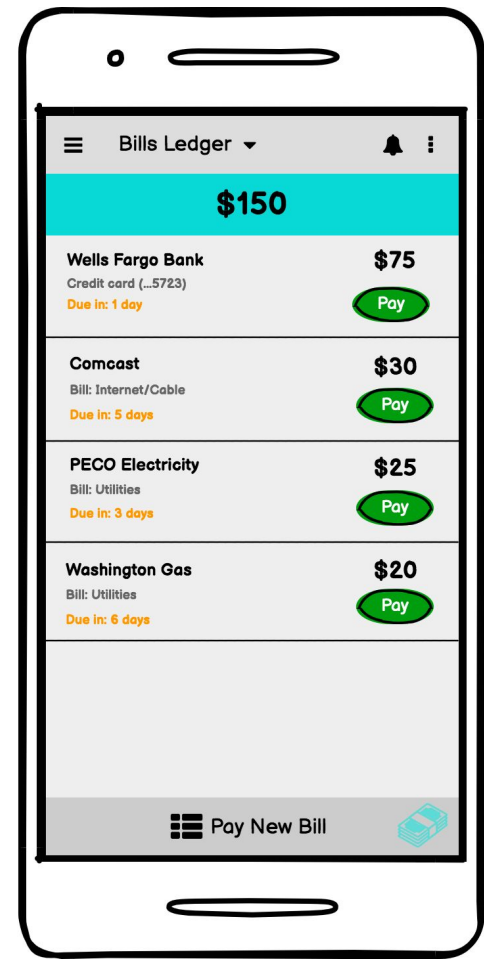 Bills Ledger
$150
Wells Fargo Bank
$75
Credit card (...5723)
Due in: 1 day
Pay
Comcast
$30
Bill: Internet/Cable
Due in: 5 days
Pay
PECO Electricity
$25
Bill: Utilities
Due in: 3 days
Pay
Washington Gas
$20
Bill: Utilities
Due in: 6 days
Pay
Pay New Bill